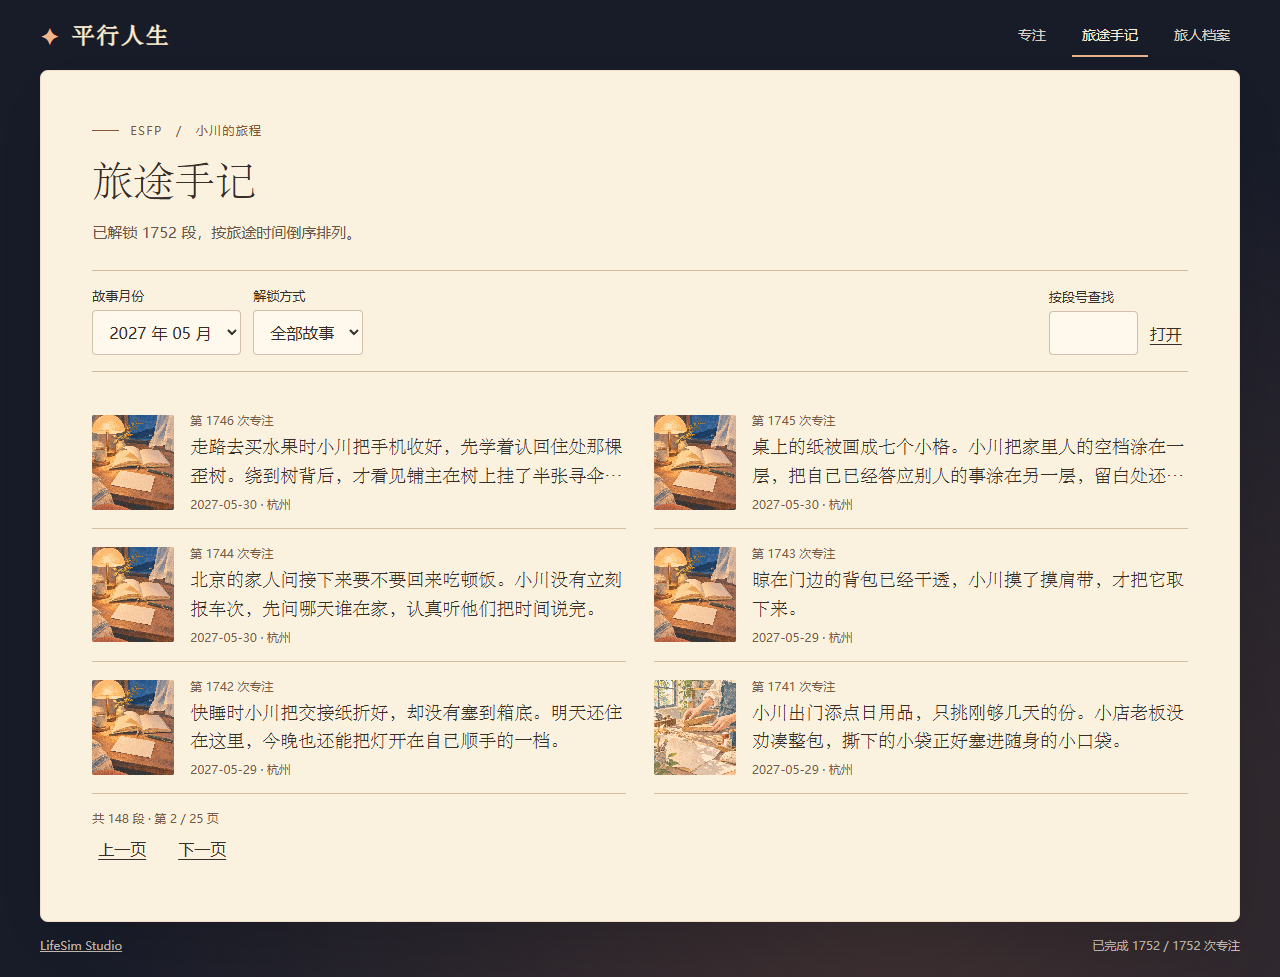 平行人生
专注
旅途手记
旅人档案
ESFP / 小川的旅程
旅途手记
已解锁 1752 段，按旅途时间倒序排列。
故事月份
解锁方式
按段号查找
2027 年 05 月
全部故事
打开
第 1746 次专注
走路去买水果时小川把手机收好，先学着认回住处那棵
歪树。绕到树背后，才看见铺主在树上挂了半张寻伞…
2027-05-30 · 杭州
第 1745 次专注
桌上的纸被画成七个小格。小川把家里人的空档涂在一
层，把自己已经答应别人的事涂在另一层，留白处还…
2027-05-30 · 杭州
第 1744 次专注
北京的家人问接下来要不要回来吃顿饭。小川没有立刻
报车次，先问哪天谁在家，认真听他们把时间说完。
2027-05-30 · 杭州
第 1743 次专注
晾在门边的背包已经干透，小川摸了摸肩带，才把它取
下来。
2027-05-29 · 杭州
第 1742 次专注
快睡时小川把交接纸折好，却没有塞到箱底。明天还住
在这里，今晚也还能把灯开在自己顺手的一档。
2027-05-29 · 杭州
第 1741 次专注
小川出门添点日用品，只挑刚够几天的份。小店老板没
劝凑整包，撕下的小袋正好塞进随身的小口袋。
2027-05-29 · 杭州
共 148 段 · 第 2 / 25 页
上一页
下一页
LifeSim Studio
已完成 1752 / 1752 次专注